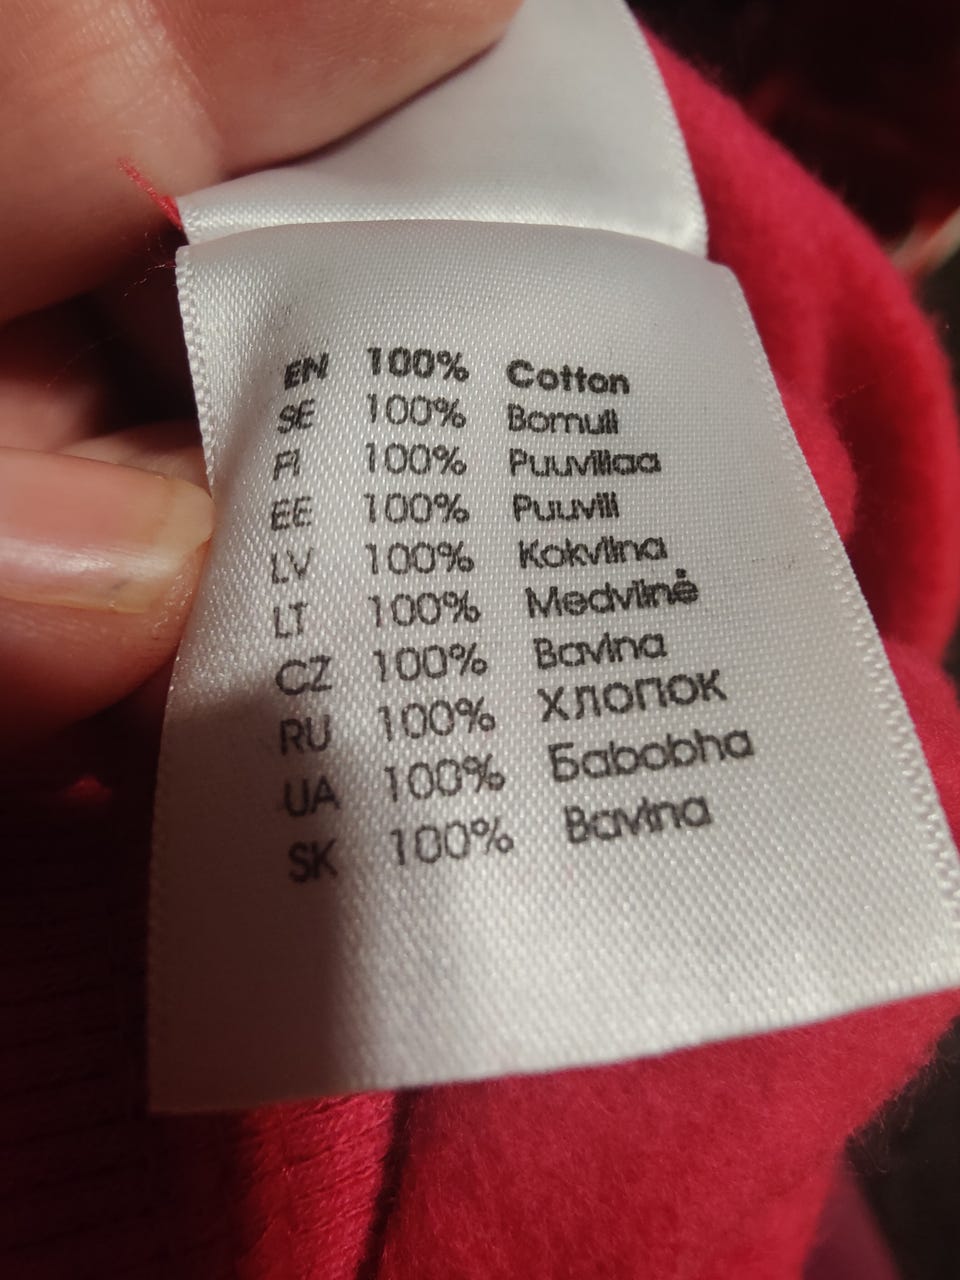 EN 100% Cotton
SE 100% Bomull
FI 100% Puuvillaa
EE 100% Puuvill
LV 100% Kokvilna
LT 100% Medvilnė
CZ 100% Bavlna
RU 100% Хлопок
UA 100% Бавовна
SK 100% Bavlna